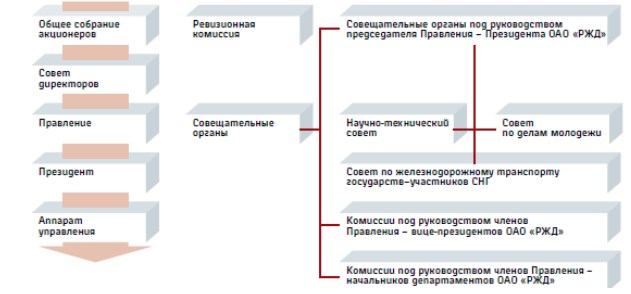 Общее собрание
акционеров
Ревизионная
комиссия
Совещательные органы под руководством
председателя Правления – Президента ОАО «РЖД»
Совет
директоров
Правление
Совещательные
органы
Научно-технический
совет
Совет
по делам молодежи
Президент
Совет по железнодорожному транспорту
государств-участников СНГ
Аппарат
управления
Комиссии под руководством членов
Правления – вице-президентов ОАО «РЖД»
Комиссии под руководством членов Правления –
начальников департаментов ОАО «РЖД»